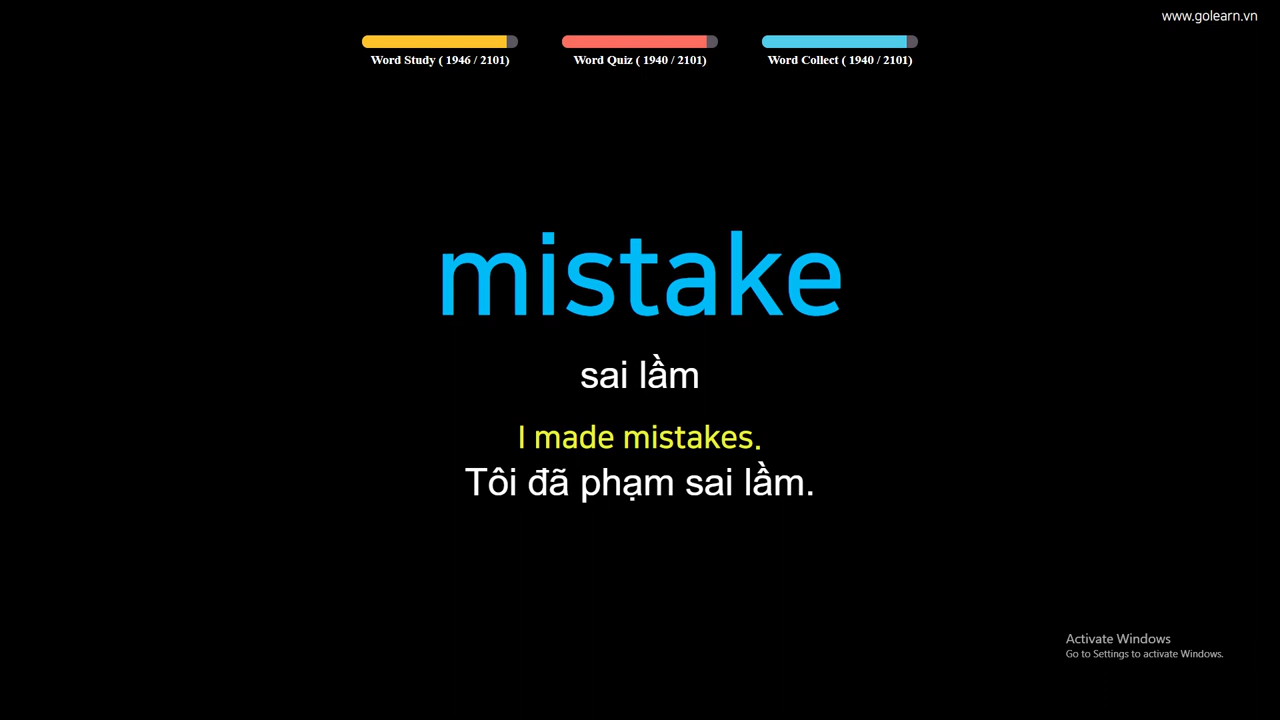 www.golearn.vn
Word Study ( 1946 / 2101)
Word Quiz ( 1940 / 2101)
Word Collect ( 1940 / 2101)
mistake
sai lầm
I made mistakes.
Tôi đã phạm sai lầm.
Activate Windows
Go to Settings to activate Windows.